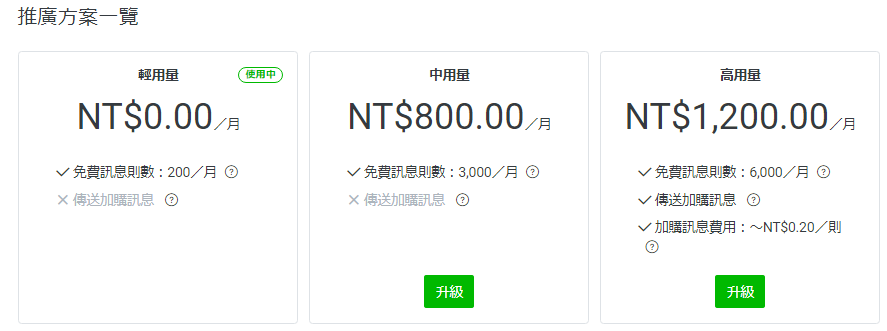 推廣方案一覽
輕用量 使用中
NT$0.00／月
免費訊息則數：200／月 ?
傳送加購訊息 ?
中用量
NT$800.00／月
免費訊息則數：3,000／月 ?
傳送加購訊息 ?
升級
高用量
NT$1,200.00／月
免費訊息則數：6,000／月 ?
傳送加購訊息 ?
加購訊息費用：～NT$0.20／則
?
升級